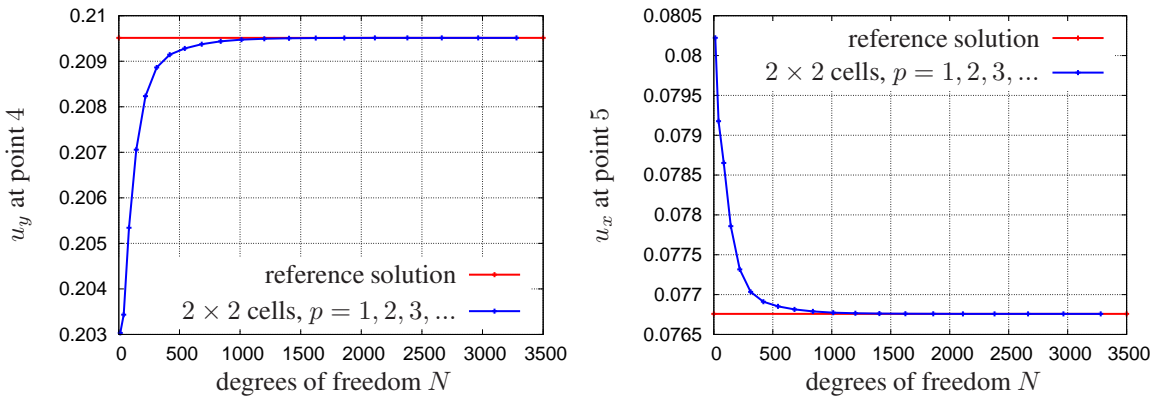 0.21
0.209
0.208
0.207
0.206
0.205
0.204
0.203
u_y at point 4
reference solution
2 × 2 cells, p = 1, 2, 3, ...
0 500 1000 1500 2000 2500 3000 3500
degrees of freedom N
0.0805
0.08
0.0795
0.079
0.0785
0.078
0.0775
0.077
0.0765
u_x at point 5
reference solution
2 × 2 cells, p = 1, 2, 3, ...
0 500 1000 1500 2000 2500 3000 3500
degrees of freedom N